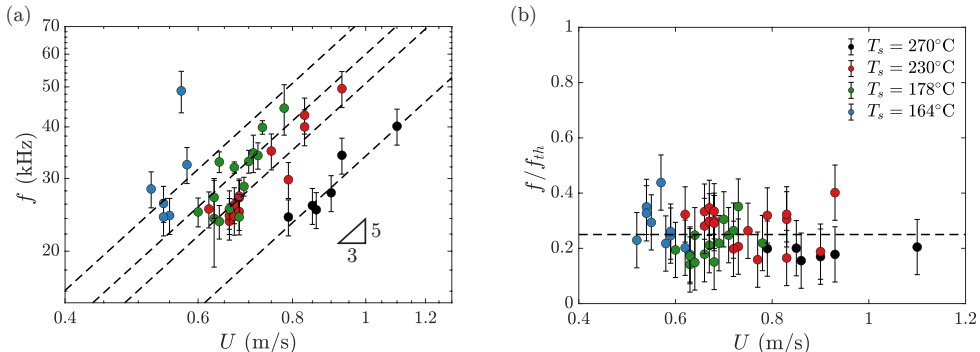 (a)
70
60
50
40
30
20
f (kHz)
5
3
0.4
0.6
0.8
1
1.2
U (m/s)
(b)
1
0.8
0.6
0.4
0.2
0
f/f_{th}
T_s = 270°C
T_s = 230°C
T_s = 178°C
T_s = 164°C
0.4
0.6
0.8
1
1.2
U (m/s)